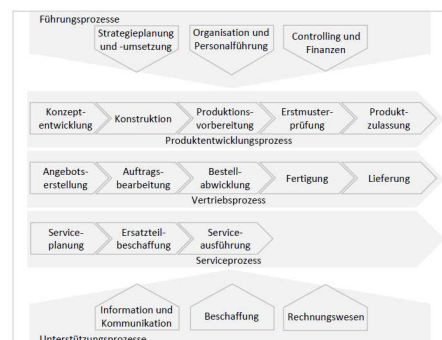 Führungsprozesse
Strategieplanung
und -umsetzung
Organisation und
Personalführung
Controlling und
Finanzen
Konzept-
entwicklung
Konstruktion
Produktions-
vorbereitung
Erstmuster-
prüfung
Produkt-
zulassung
Produktentwicklungsprozess
Angebots-
erstellung
Auftrags-
bearbeitung
Bestell-
abwicklung
Fertigung
Lieferung
Vertriebsprozess
Service-
planung
Ersatzteil-
beschaffung
Service-
ausführung
Serviceprozess
Information und
Kommunikation
Beschaffung
Rechnungswesen
Unterstützungsprozesse